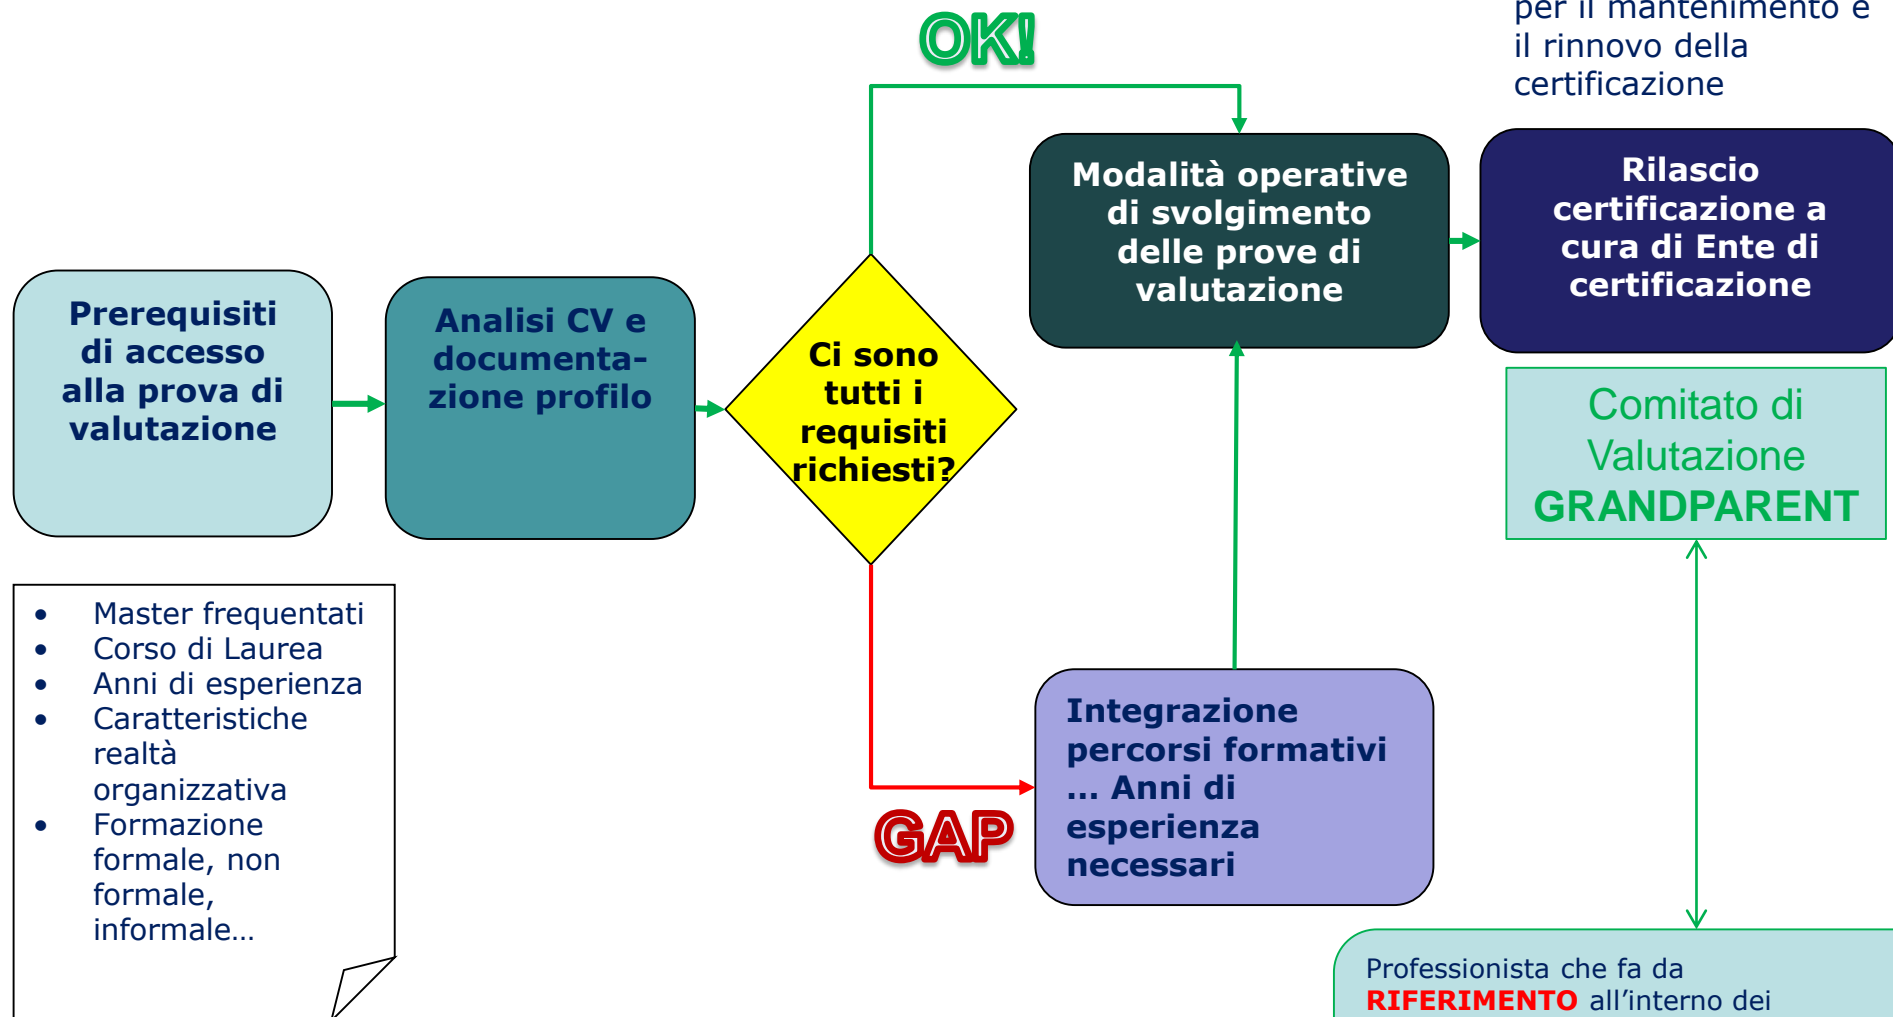 per il mantenimento e
il rinnovo della
certificazione
OK!
Prerequisiti
di accesso
alla prova di
valutazione
Analisi CV e
documenta-
zione profilo
Ci sono
tutti i
requisiti
richiesti?
Modalità operative
di svolgimento
delle prove di
valutazione
Rilascio
certificazione a
cura di Ente di
certificazione
Comitato di
Valutazione
GRANDPARENT
• Master frequentati
• Corso di Laurea
• Anni di esperienza
• Caratteristiche
realtà
organizzativa
• Formazione
formale, non
formale,
informale…
GAP
Integrazione
percorsi formativi
… Anni di
esperienza
necessari
Professionista che fa da
RIFERIMENTO all’interno dei